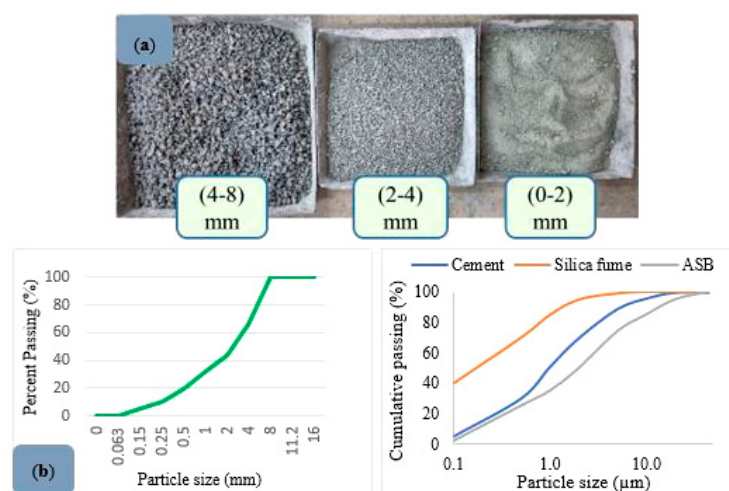 (a)
(4-8)
mm
(2-4)
mm
(0-2)
mm
Percent Passing (%)
100
80
60
40
20
0
0
0.063
0.15
0.25
0.5
1
2
4
8
11.2
16
Particle size (mm)
(b)
Cement Silica fume ASB
Cumulative passing (%)
100
80
60
40
20
0
0.1 1.0 10.0
Particle size (µm)